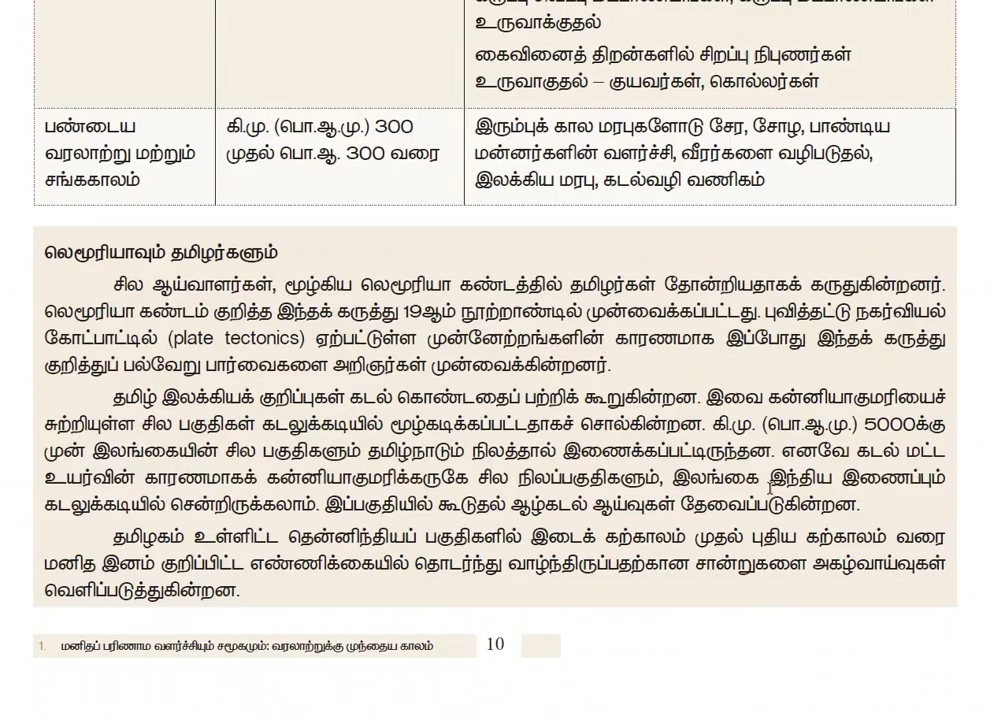 உருவாக்குதல்
கைவினைத் திறன்களில் சிறப்பு நிபுணர்கள்
உருவாகுதல் – குயவர்கள், கொல்லர்கள்
பண்டைய
வரலாற்று மற்றும்
சங்ககாலம்
கி.மு. (பொ.ஆ.மு.) 300
முதல் பொ.ஆ. 300 வரை
இரும்புக் கால மரபுகளோடு சேர, சோழ, பாண்டிய
மன்னர்களின் வளர்ச்சி, வீரர்களை வழிபடுதல்,
இலக்கிய மரபு, கடல்வழி வணிகம்
லெமூரியாவும் தமிழர்களும்
சில ஆய்வாளர்கள், மூழ்கிய லெமூரியா கண்டத்தில் தமிழர்கள் தோன்றியதாகக் கருதுகின்றனர்.
லெமூரியா கண்டம் குறித்த இந்தக் கருத்து 19ஆம் நூற்றாண்டில் முன்வைக்கப்பட்டது. புவித்தட்டு நகர்வியல்
கோட்பாட்டில் (plate tectonics) ஏற்பட்டுள்ள முன்னேற்றங்களின் காரணமாக இப்போது இந்தக் கருத்து
குறித்துப் பல்வேறு பார்வைகளை அறிஞர்கள் முன்வைக்கின்றனர்.
தமிழ் இலக்கியக் குறிப்புகள் கடல் கொண்டதைப் பற்றிக் கூறுகின்றன. இவை கன்னியாகுமரியைச்
சுற்றியுள்ள சில பகுதிகள் கடலுக்கடியில் மூழ்கடிக்கப்பட்டதாகச் சொல்கின்றன. கி.மு. (பொ.ஆ.மு.) 5000க்கு
முன் இலங்கையின் சில பகுதிகளும் தமிழ்நாடும் நிலத்தால் இணைக்கப்பட்டிருந்தன. எனவே கடல் மட்ட
உயர்வின் காரணமாகக் கன்னியாகுமரிக்கருகே சில நிலப்பகுதிகளும், இலங்கை இந்திய இணைப்பும்
கடலுக்கடியில் சென்றிருக்கலாம். இப்பகுதியில் கூடுதல் ஆழ்கடல் ஆய்வுகள் தேவைப்படுகின்றன.
தமிழகம் உள்ளிட்ட தென்னிந்தியப் பகுதிகளில் இடைக் கற்காலம் முதல் புதிய கற்காலம் வரை
மனித இனம் குறிப்பிட்ட எண்ணிக்கையில் தொடர்ந்து வாழ்ந்திருப்பதற்கான சான்றுகளை அகழ்வாய்வுகள்
வெளிப்படுத்துகின்றன.
1. மனிதப் பரிணாம வளர்ச்சியும் சமூகமும்: வரலாற்றுக்கு முந்தைய காலம் 10